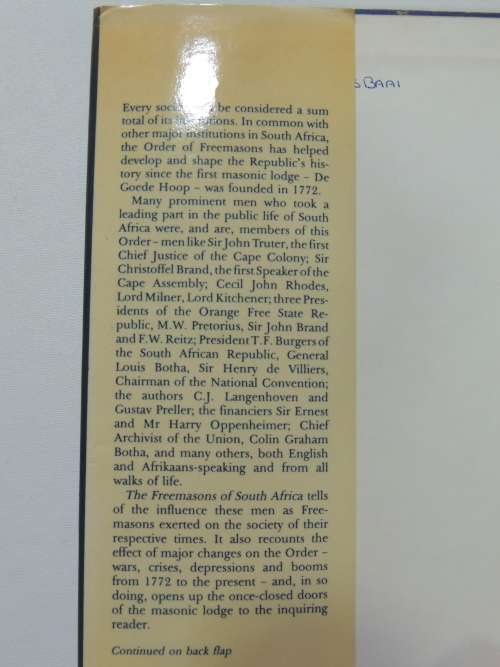 Every soci be considered a sum
total of its institutions. In common with
other major institutions in South Africa,
the Order of Freemasons has helped
develop and shape the Republic's his-
tory since the first masonic lodge – De
Goede Hoop – was founded in 1772.
Many prominent men who took a
leading part in the public life of South
Africa were, and are, members of this
Order – men like Sir John Truter, the first
Chief Justice of the Cape Colony; Sir
Christoffel Brand, the first Speaker of the
Cape Assembly; Cecil John Rhodes,
Lord Milner, Lord Kitchener; three Pres-
idents of the Orange Free State Re-
public, M.W. Pretorius, Sir John Brand
and F.W. Reitz; President T.F. Burgers of
the South African Republic, General
Louis Botha, Sir Henry de Villiers,
Chairman of the National Convention;
the authors C.J. Langenhoven and
Gustav Preller; the financiers Sir Ernest
and Mr Harry Oppenheimer; Chief
Archivist of the Union, Colin Graham
Botha, and many others, both English
and Afrikaans-speaking and from all
walks of life.
The Freemasons of South Africa tells
of the influence these men as Free-
masons exerted on the society of their
respective times. It also recounts the
effect of major changes on the Order –
wars, crises, depressions and booms
from 1772 to the present – and, in so
doing, opens up the once-closed doors
of the masonic lodge to the inquiring
reader.
Continued on back flap
SBAAI